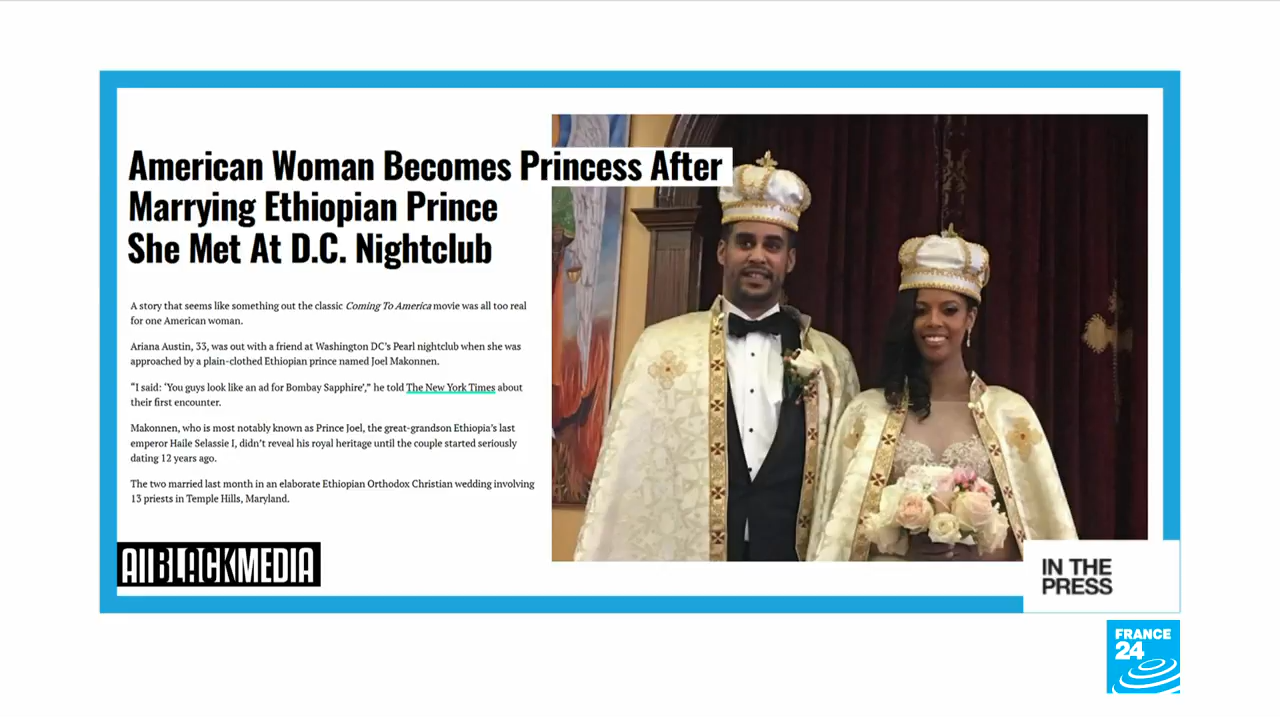 American Woman Becomes Princess After
Marrying Ethiopian Prince
She Met At D.C. Nightclub
A story that seems like something out the classic Coming To America movie was all too real
for one American woman.
Ariana Austin, 33, was out with a friend at Washington DC's Pearl nightclub when she was
approached by a plain-clothed Ethiopian prince named Joel Makonnen.
“I said: ‘You guys look like an ad for Bombay Sapphire’,” he told The New York Times about
their first encounter.
Makonnen, who is most notably known as Prince Joel, the great-grandson Ethiopia's last
emperor Haile Selassie I, didn't reveal his royal heritage until the couple started seriously
dating 12 years ago.
The two married last month in an elaborate Ethiopian Orthodox Christian wedding involving
13 priests in Temple Hills, Maryland.
AllBLACKMEDIA
IN THE
PRESS
FRANCE
24